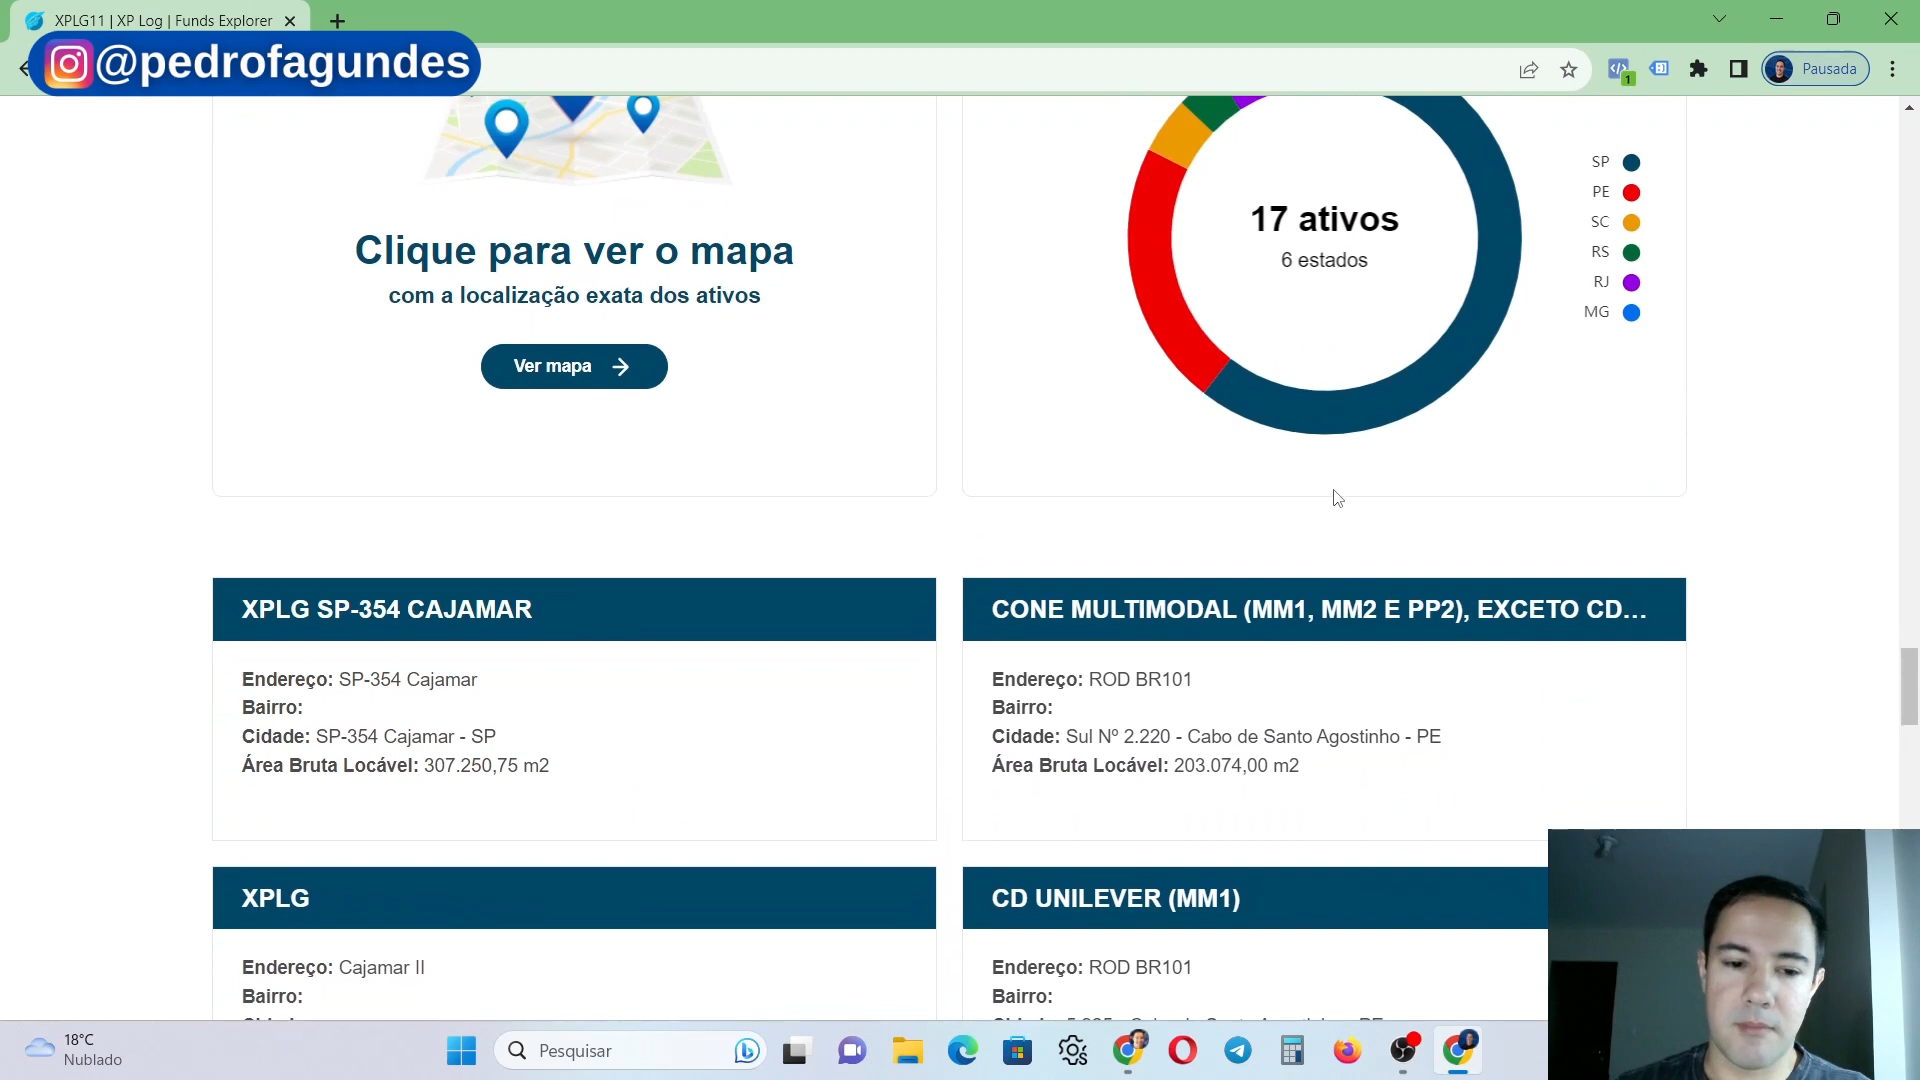 XPLG11 | XP Log | Funds Explorer
@pedrofagundes
1
Pausada
Clique para ver o mapa
com a localização exata dos ativos
Ver mapa
17 ativos
6 estados
SP
PE
SC
RS
RJ
MG
XPLG SP-354 CAJAMAR
Endereço: SP-354 Cajamar
Bairro:
Cidade: SP-354 Cajamar - SP
Área Bruta Locável: 307.250,75 m2
CONE MULTIMODAL (MM1, MM2 E PP2), EXCETO CD...
Endereço: ROD BR101
Bairro:
Cidade: Sul Nº 2.220 - Cabo de Santo Agostinho - PE
Área Bruta Locável: 203.074,00 m2
XPLG
Endereço: Cajamar II
Bairro:
CD UNILEVER (MM1)
Endereço: ROD BR101
Bairro:
18°C
Nublado
Pesquisar